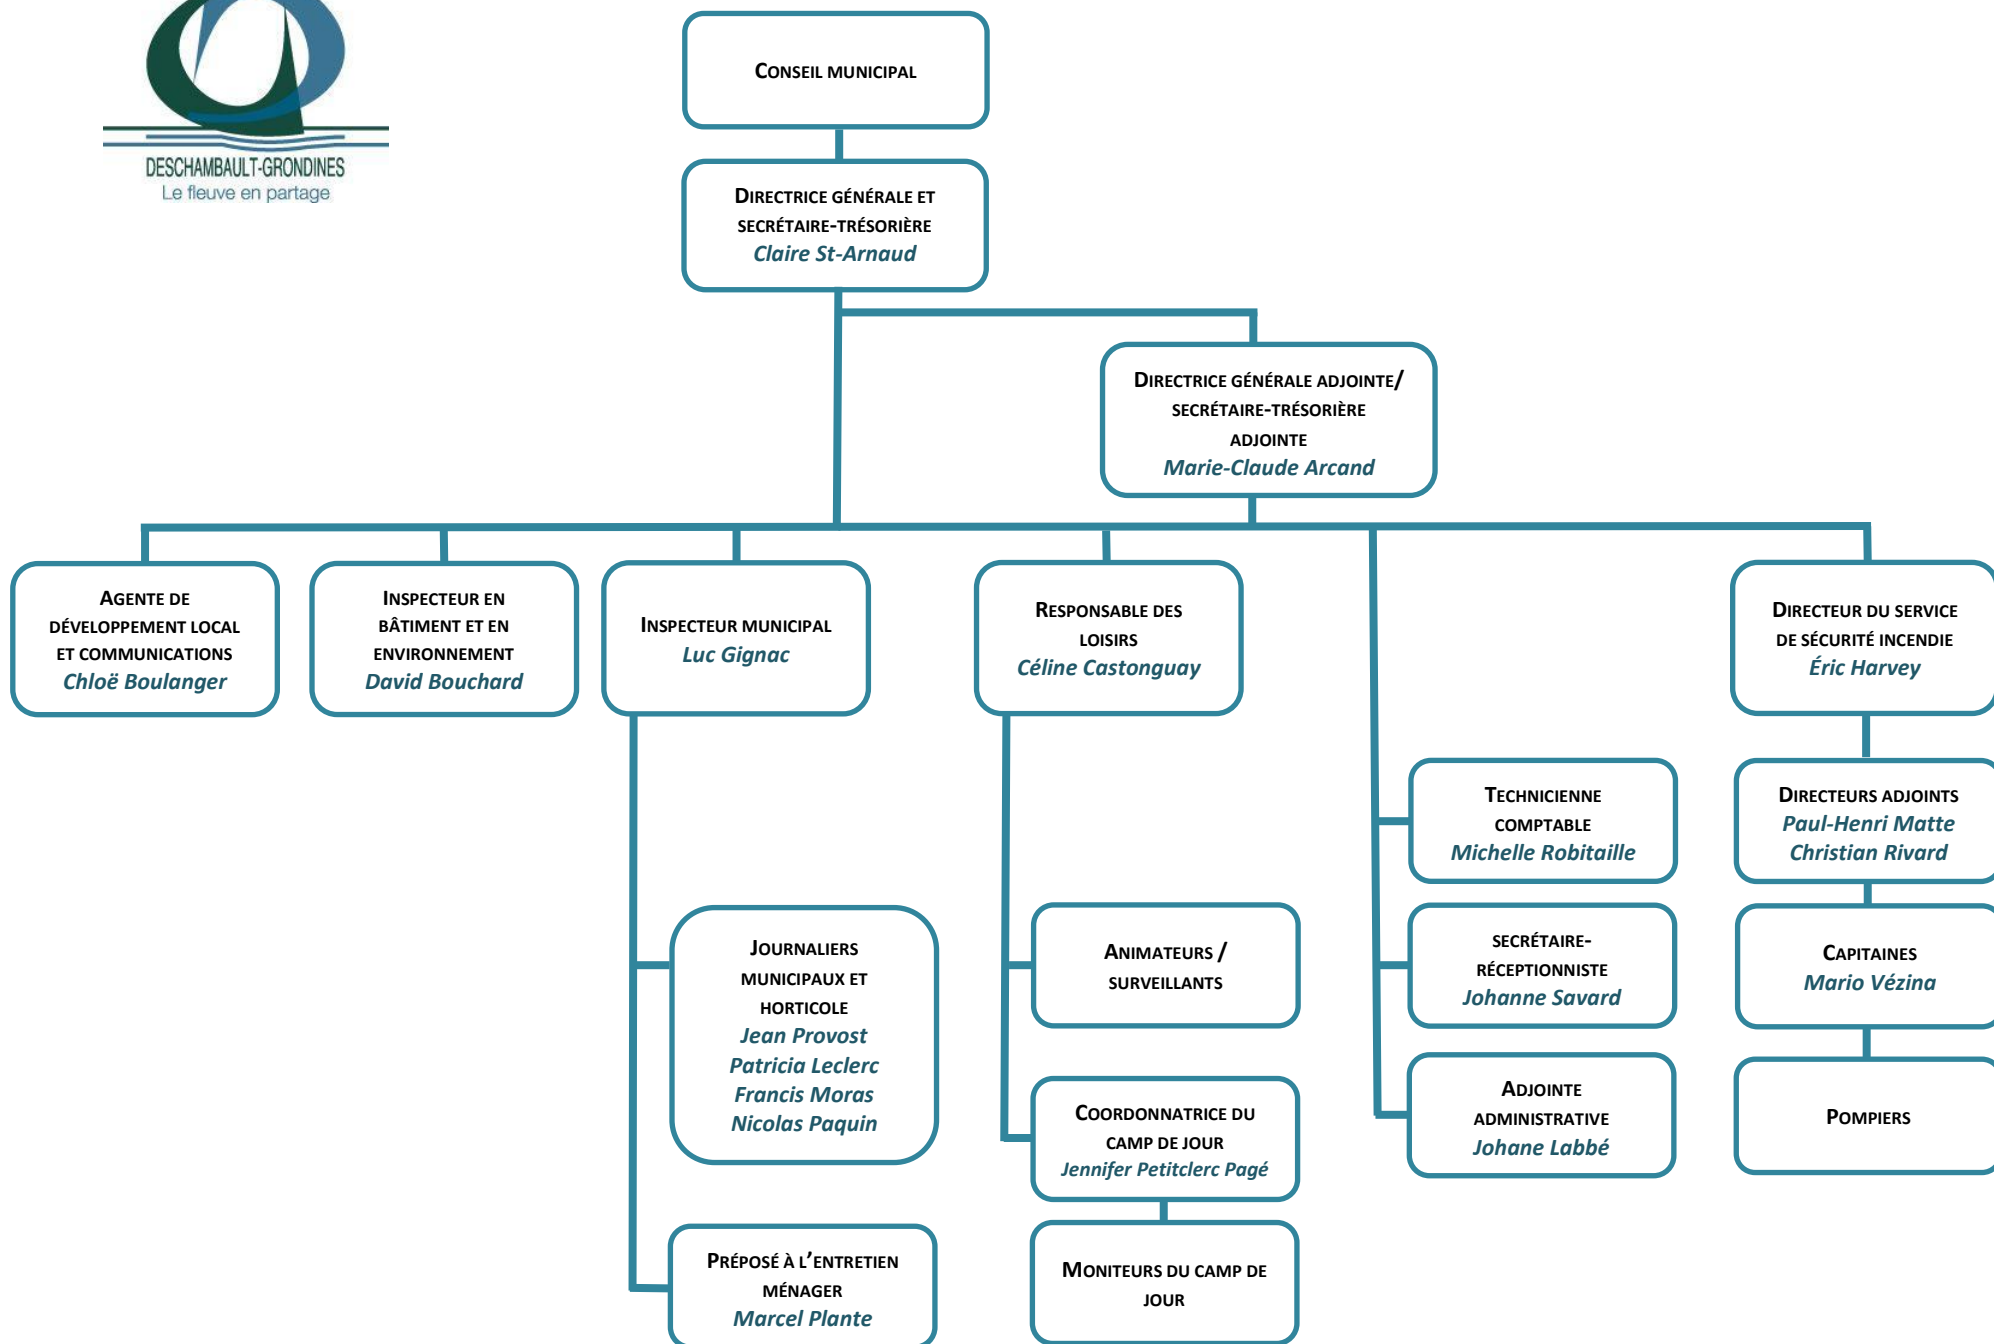 DESCHAMBAULT-GRONDINES
Le fleuve en partage
CONSEIL MUNICIPAL
DIRECTRICE GÉNÉRALE ET
SECRÉTAIRE-TRÉSORIÈRE
Claire St-Arnaud
DIRECTRICE GÉNÉRALE ADJOINTE/
SECRÉTAIRE-TRÉSORIÈRE
ADJOINTE
Marie-Claude Arcand
AGENTE DE
DÉVELOPPEMENT LOCAL
ET COMMUNICATIONS
Chloë Boulanger
INSPECTEUR EN
BÂTIMENT ET EN
ENVIRONNEMENT
David Bouchard
INSPECTEUR MUNICIPAL
Luc Gignac
RESPONSABLE DES
LOISIRS
Céline Castonguay
DIRECTEUR DU SERVICE
DE SÉCURITÉ INCENDIE
Éric Harvey
TECHNICIENNE
COMPTABLE
Michelle Robitaille
DIRECTEURS ADJOINTS
Paul-Henri Matte
Christian Rivard
JOURNALIERS
MUNICIPAUX ET
HORTICOLE
Jean Provost
Patricia Leclerc
Francis Moras
Nicolas Paquin
ANIMATEURS /
SURVEILLANTS
SECRÉTAIRE-
RÉCEPTIONNISTE
Johanne Savard
CAPITAINES
Mario Vézina
COORDONNATRICE DU
CAMP DE JOUR
Jennifer Petitclerc Pagé
ADJOINTE
ADMINISTRATIVE
Johane Labbé
POMPIERS
PRÉPOSÉ À L'ENTRETIEN
MÉNAGER
Marcel Plante
MONITEURS DU CAMP DE
JOUR